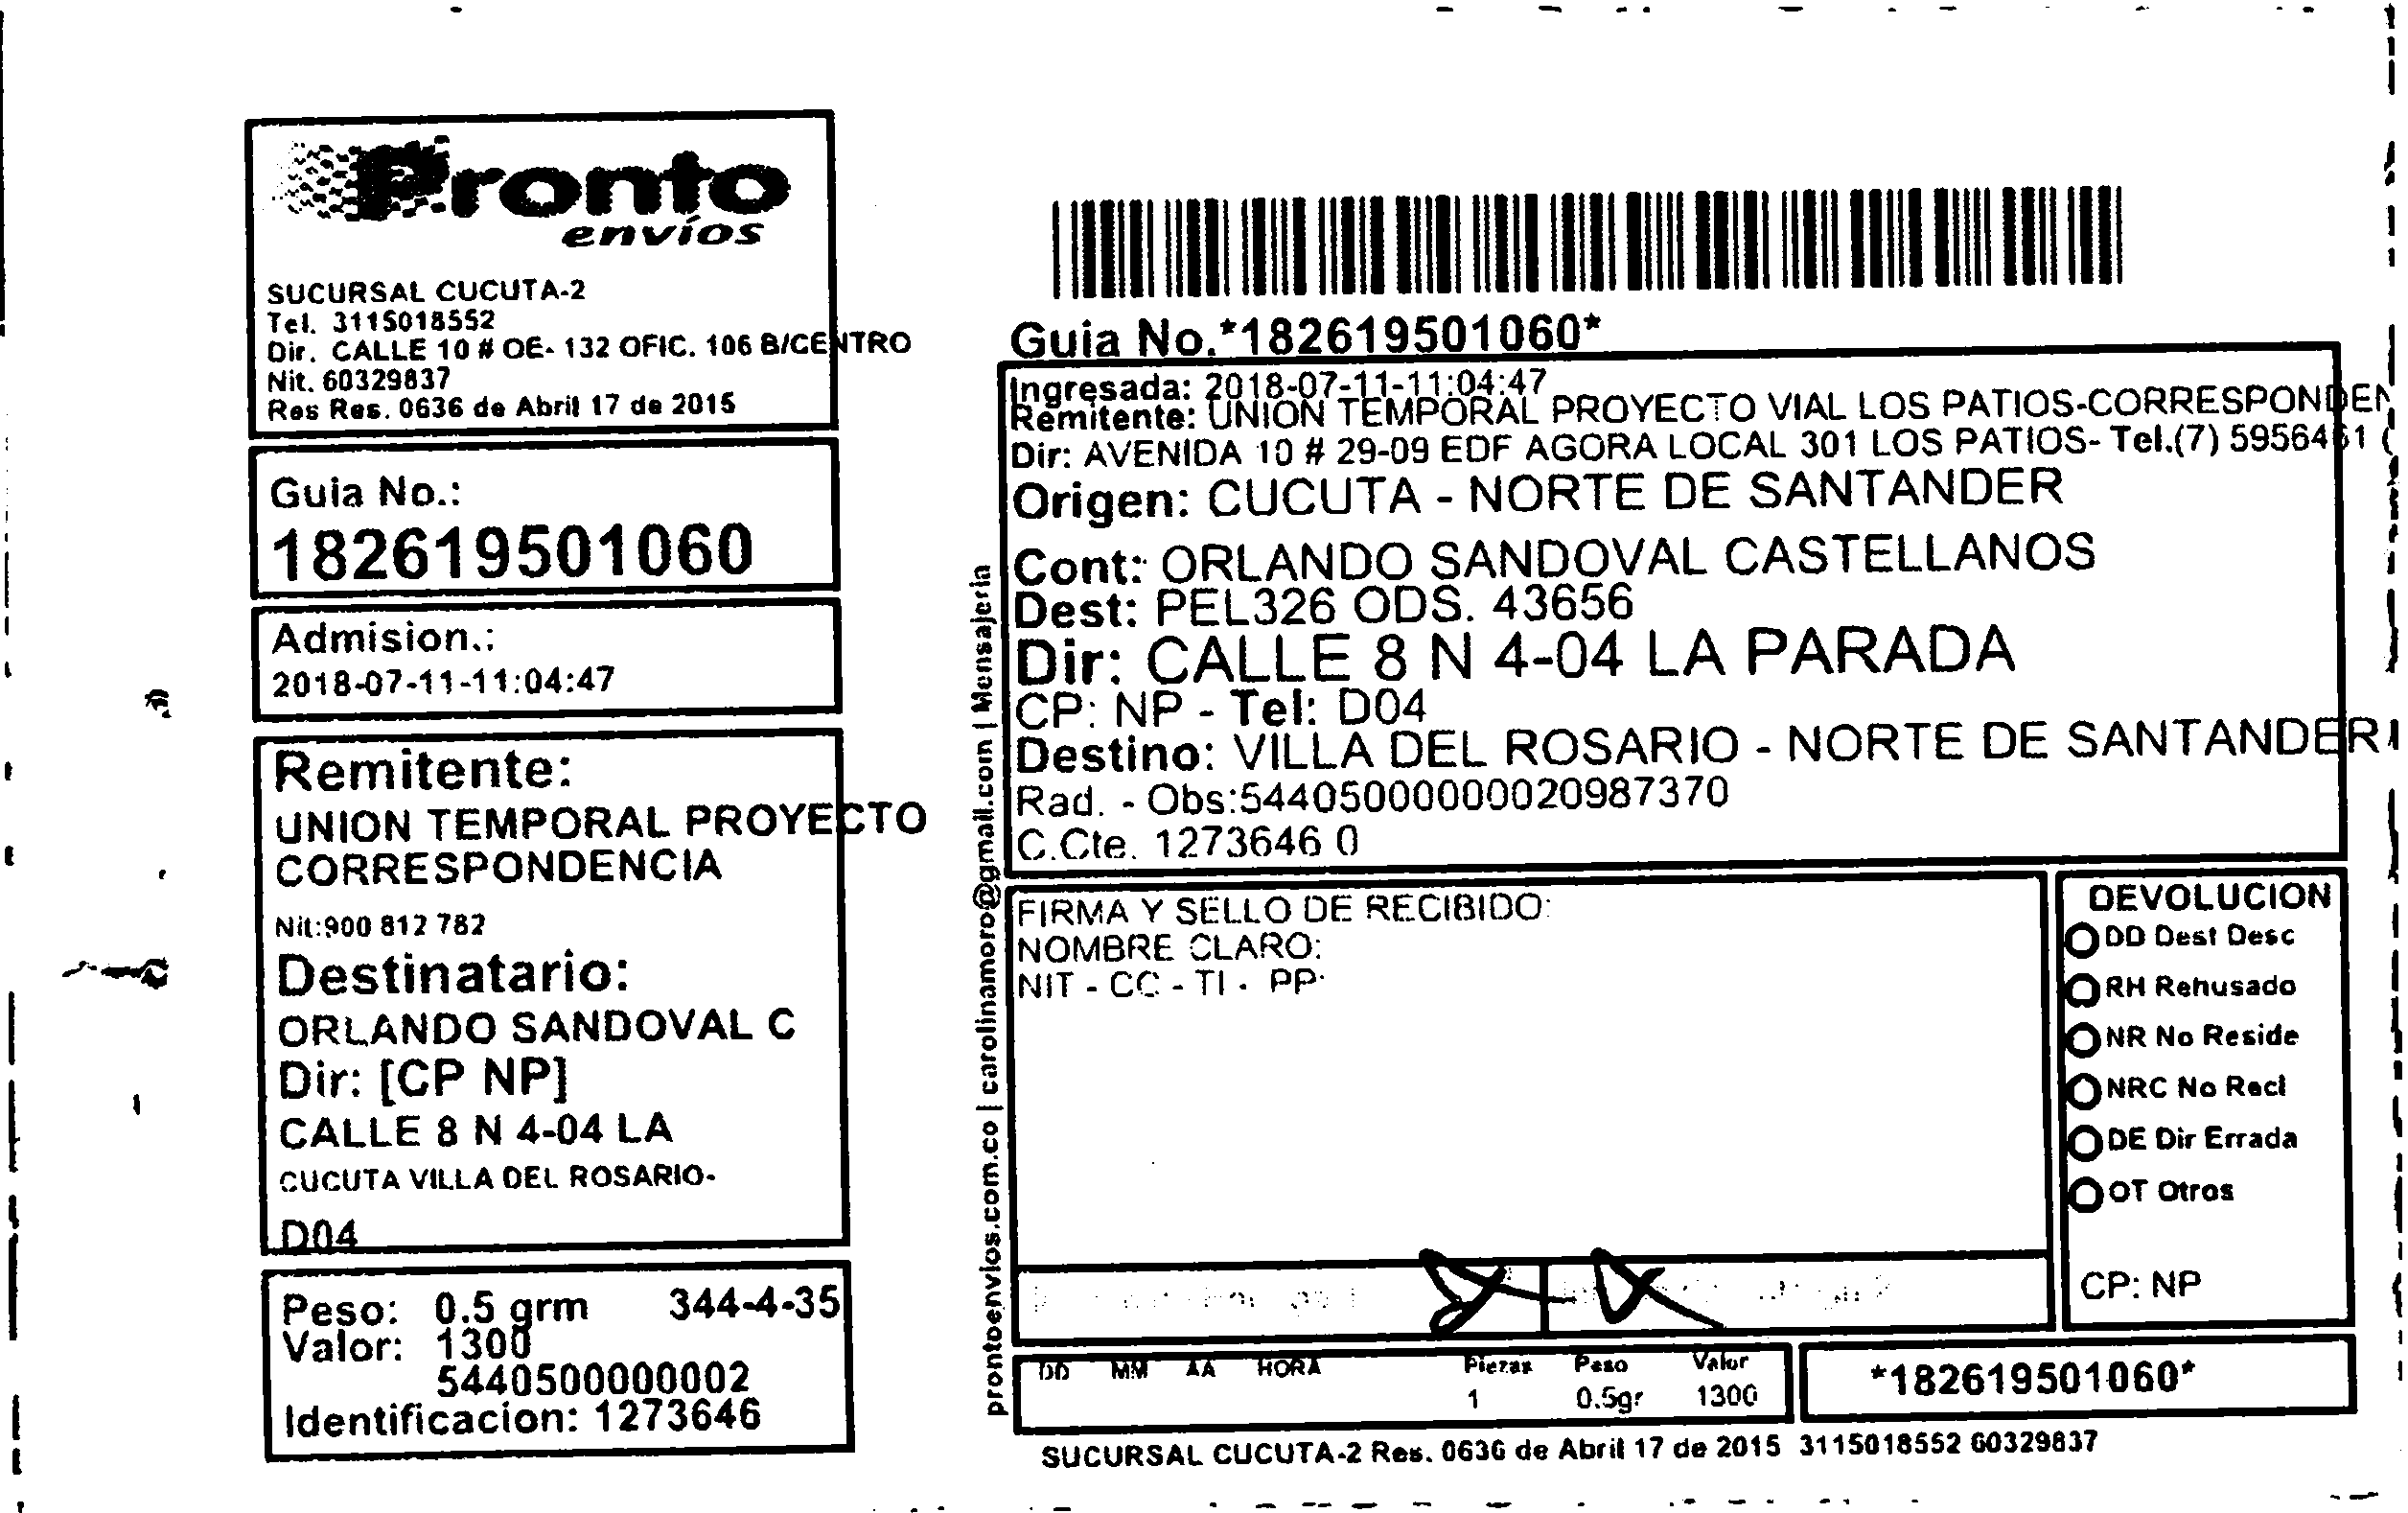 Pronto
envíos
SUCURSAL CUCUTA-2
Tel. 3115018552
Dir. CALLE 10 # OE- 132 OFIC. 106 B/CENTRO
Nit. 60329837
Res Res. 0636 de Abril 17 de 2015
Guia No.:
182619501060
Admision.:
2018-07-11-11:04:47
Remitente:
UNION TEMPORAL PROYECTO
CORRESPONDENCIA
Nit:900 812 782
Destinatario:
ORLANDO SANDOVAL C
Dir: [CP NP]
CALLE 8 N 4-04 LA
CUCUTA VILLA DEL ROSARIO-
D04
Peso: 0.5 grm 344-4-35
Valor: 1300
5440500000002
Identificacion: 1273646
prontoenvios.com.co | carolinamoro@gmail.com | Mensajeria
Guia No.*182619501060*
Ingresada: 2018-07-11-11:04:47
Remitente: UNION TEMPORAL PROYECTO VIAL LOS PATIOS-CORRESPONDEN
Dir: AVENIDA 10 # 29-09 EDF AGORA LOCAL 301 LOS PATIOS- Tel.(7) 5956461 (
Origen: CUCUTA - NORTE DE SANTANDER
Cont: ORLANDO SANDOVAL CASTELLANOS
Dest: PEL326 ODS. 43656
Dir: CALLE 8 N 4-04 LA PARADA
CP: NP - Tel: D04
Destino: VILLA DEL ROSARIO - NORTE DE SANTANDER
Rad. - Obs:544050000000020987370
C.Cte. 1273646 0
FIRMA Y SELLO DE RECIBIDO:
NOMBRE CLARO:
NIT - CC - TI - PP:
DEVOLUCION
DD Dest Desc
RH Rehusado
NR No Reside
NRC No Recl
DE Dir Errada
OT Otros
CP: NP
DD MM AA HORA Piezas Peso Valor
1 0.5gr 1300
*182619501060*
SUCURSAL CUCUTA-2 Res. 0636 de Abril 17 de 2015 3115018552 60329837